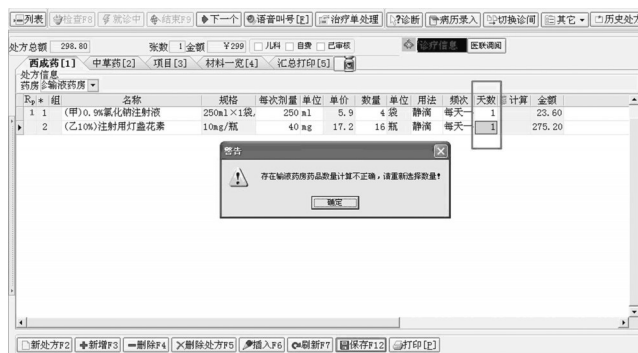 列表 检查F8 就诊中 结束F9 下一个 语音叫号[F] 治疗单处理 诊断 病历录入 切换诊间 其它 历史处方
处方总额 298.80 张数 1 金额 ￥299 儿科 自费 已审核 诊疗信息 医联调阅
西成药[1] 中草药[2] 项目[3] 材料一览[4] 汇总打印[5]
处方信息
药房 输液药房
Rp * 组 名称 规格 每次剂量 单位 单价 数量 单位 用法 频次 天数 计算 金额
1 1 (甲)0.9%氯化钠注射液 250ml×1袋, 250 ml 5.9 4 袋 静滴 每天一 1 23.60
2 (乙10%)注射用灯盏花素 10mg/瓶 40 mg 17.2 16 瓶 静滴 每天一 1 275.20
警告
存在输液药房药品数量计算不正确，请重新选择数量!
确定
新处方F2 新增F3 删除F4 删除处方F5 插入F6 刷新F7 保存F12 打印[P]